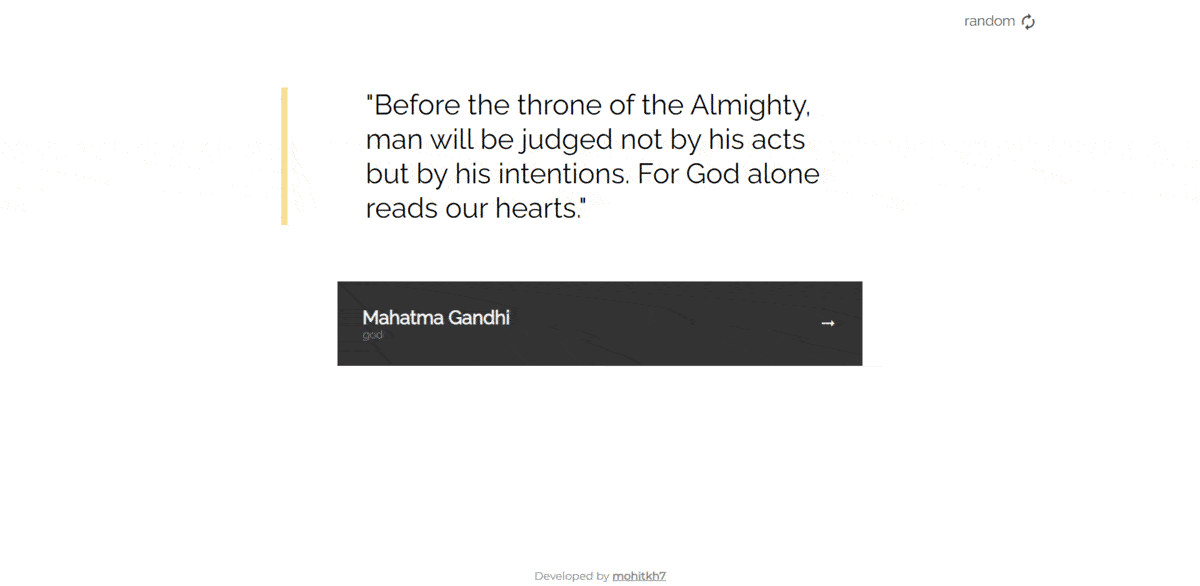 random
"Before the throne of the Almighty,
man will be judged not by his acts
but by his intentions. For God alone
reads our hearts."
Mahatma Gandhi
god
Developed by mohitkh7